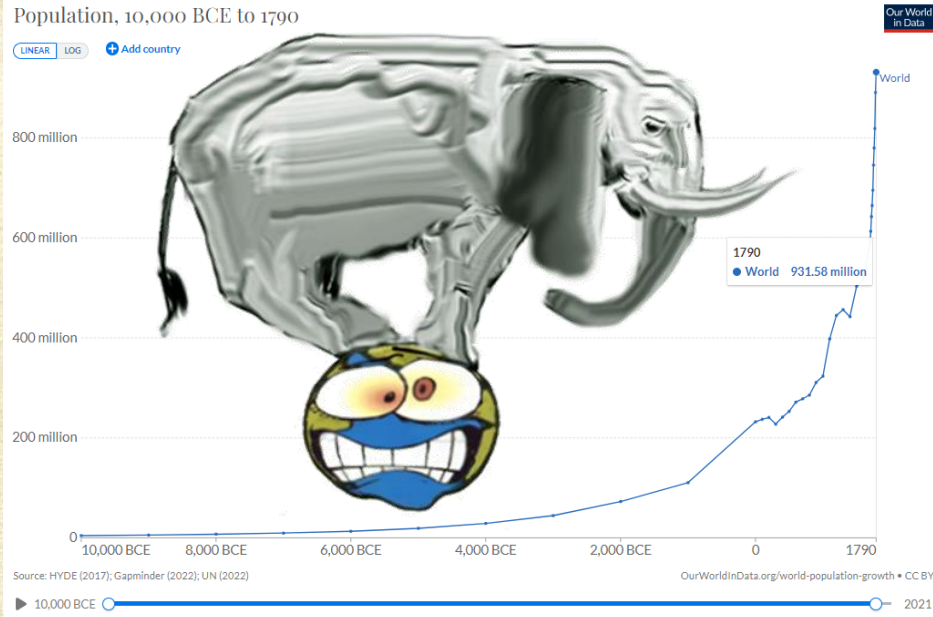 Population, 10,000 BCE to 1790
Our World
in Data
LINEAR LOG Add country
World
800 million
600 million
1790
World 931.58 million
400 million
200 million
0
10,000 BCE 8,000 BCE 6,000 BCE 4,000 BCE 2,000 BCE 0 1790
Source: HYDE (2017); Gapminder (2022); UN (2022) OurWorldInData.org/world-population-growth • CC BY
10,000 BCE 2021